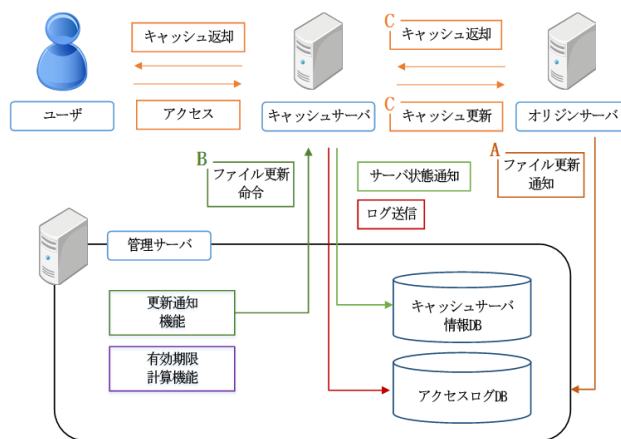 キャッシュ返却
C
キャッシュ返却
ユーザ
アクセス
キャッシュサーバ
C
キャッシュ更新
オリジンサーバ
B
ファイル更新
命令
サーバ状態通知
A
ファイル更新
通知
ログ送信
管理サーバ
更新通知
機能
キャッシュサーバ
情報DB
有効期限
計算機能
アクセスログDB